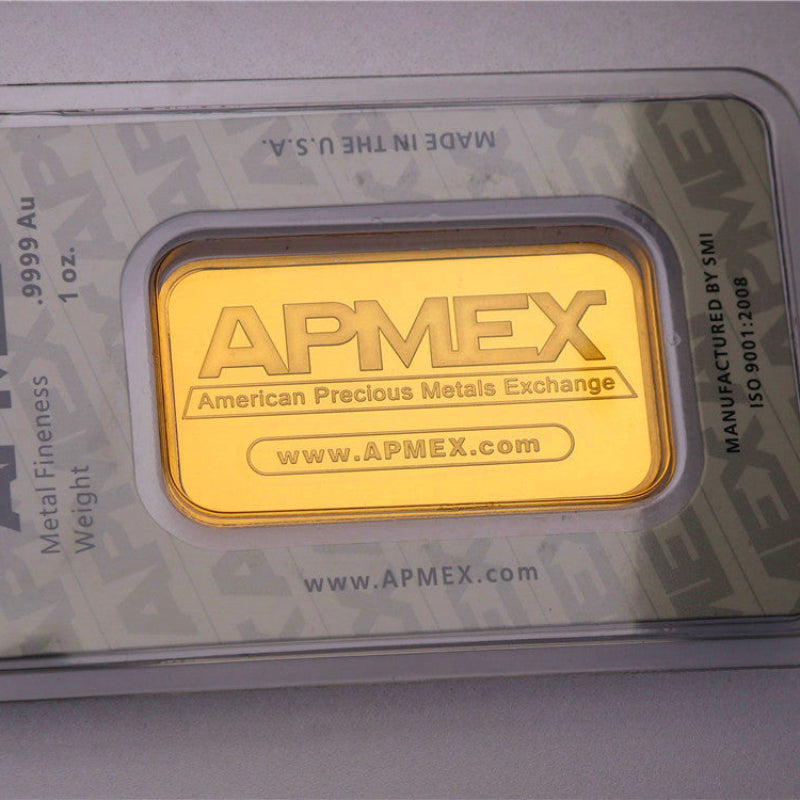 MADE IN THE U.S.A.
.9999 Au
1 oz.
Metal Fineness
Weight
APMEX
American Precious Metals Exchange
www.APMEX.com
www.APMEX.com
MANUFACTURED BY SMI
ISO 9001:2008